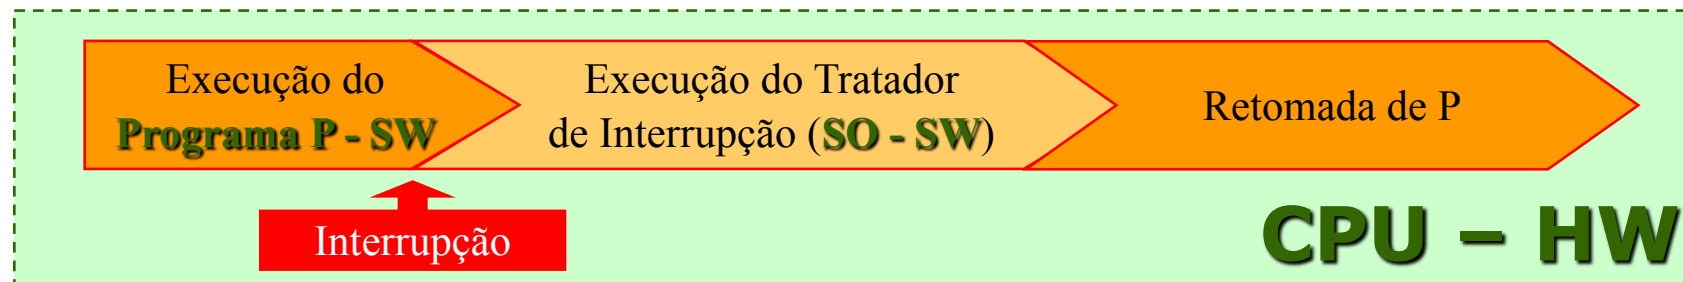 Execução do
Programa P - SW
Execução do Tratador
de Interrupção (SO - SW)
Retomada de P
Interrupção
CPU – HW